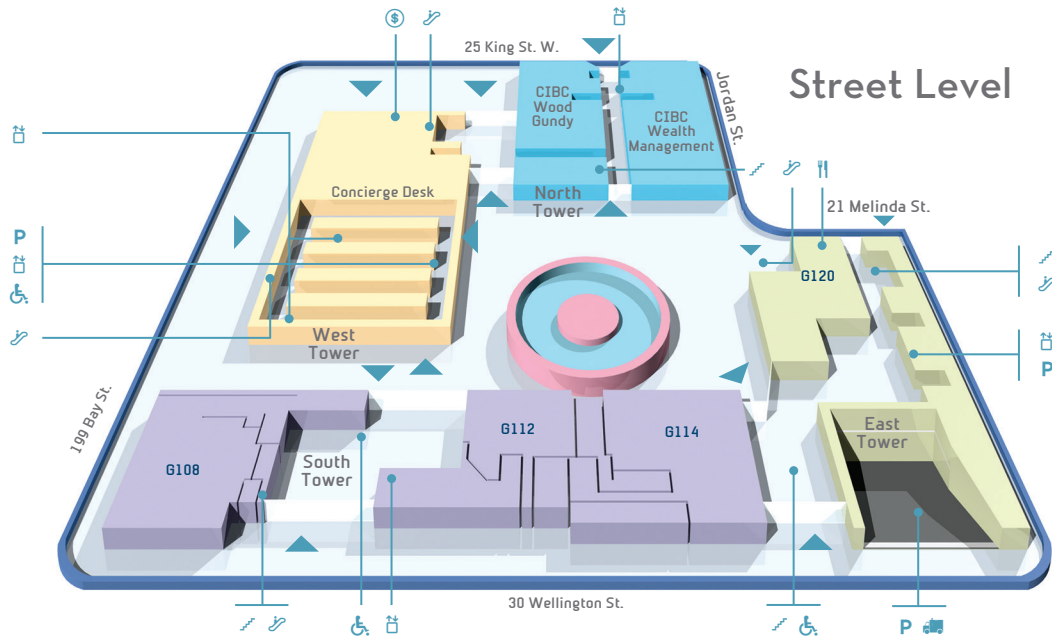 25 King St. W.
Street Level
Jordan St.
CIBC
Wood
Gundy
CIBC
Wealth
Management
Concierge Desk
North
Tower
21 Melinda St.
P
G120
West
Tower
P
199 Bay St.
G112
G114
East
Tower
G108
South
Tower
30 Wellington St.
P